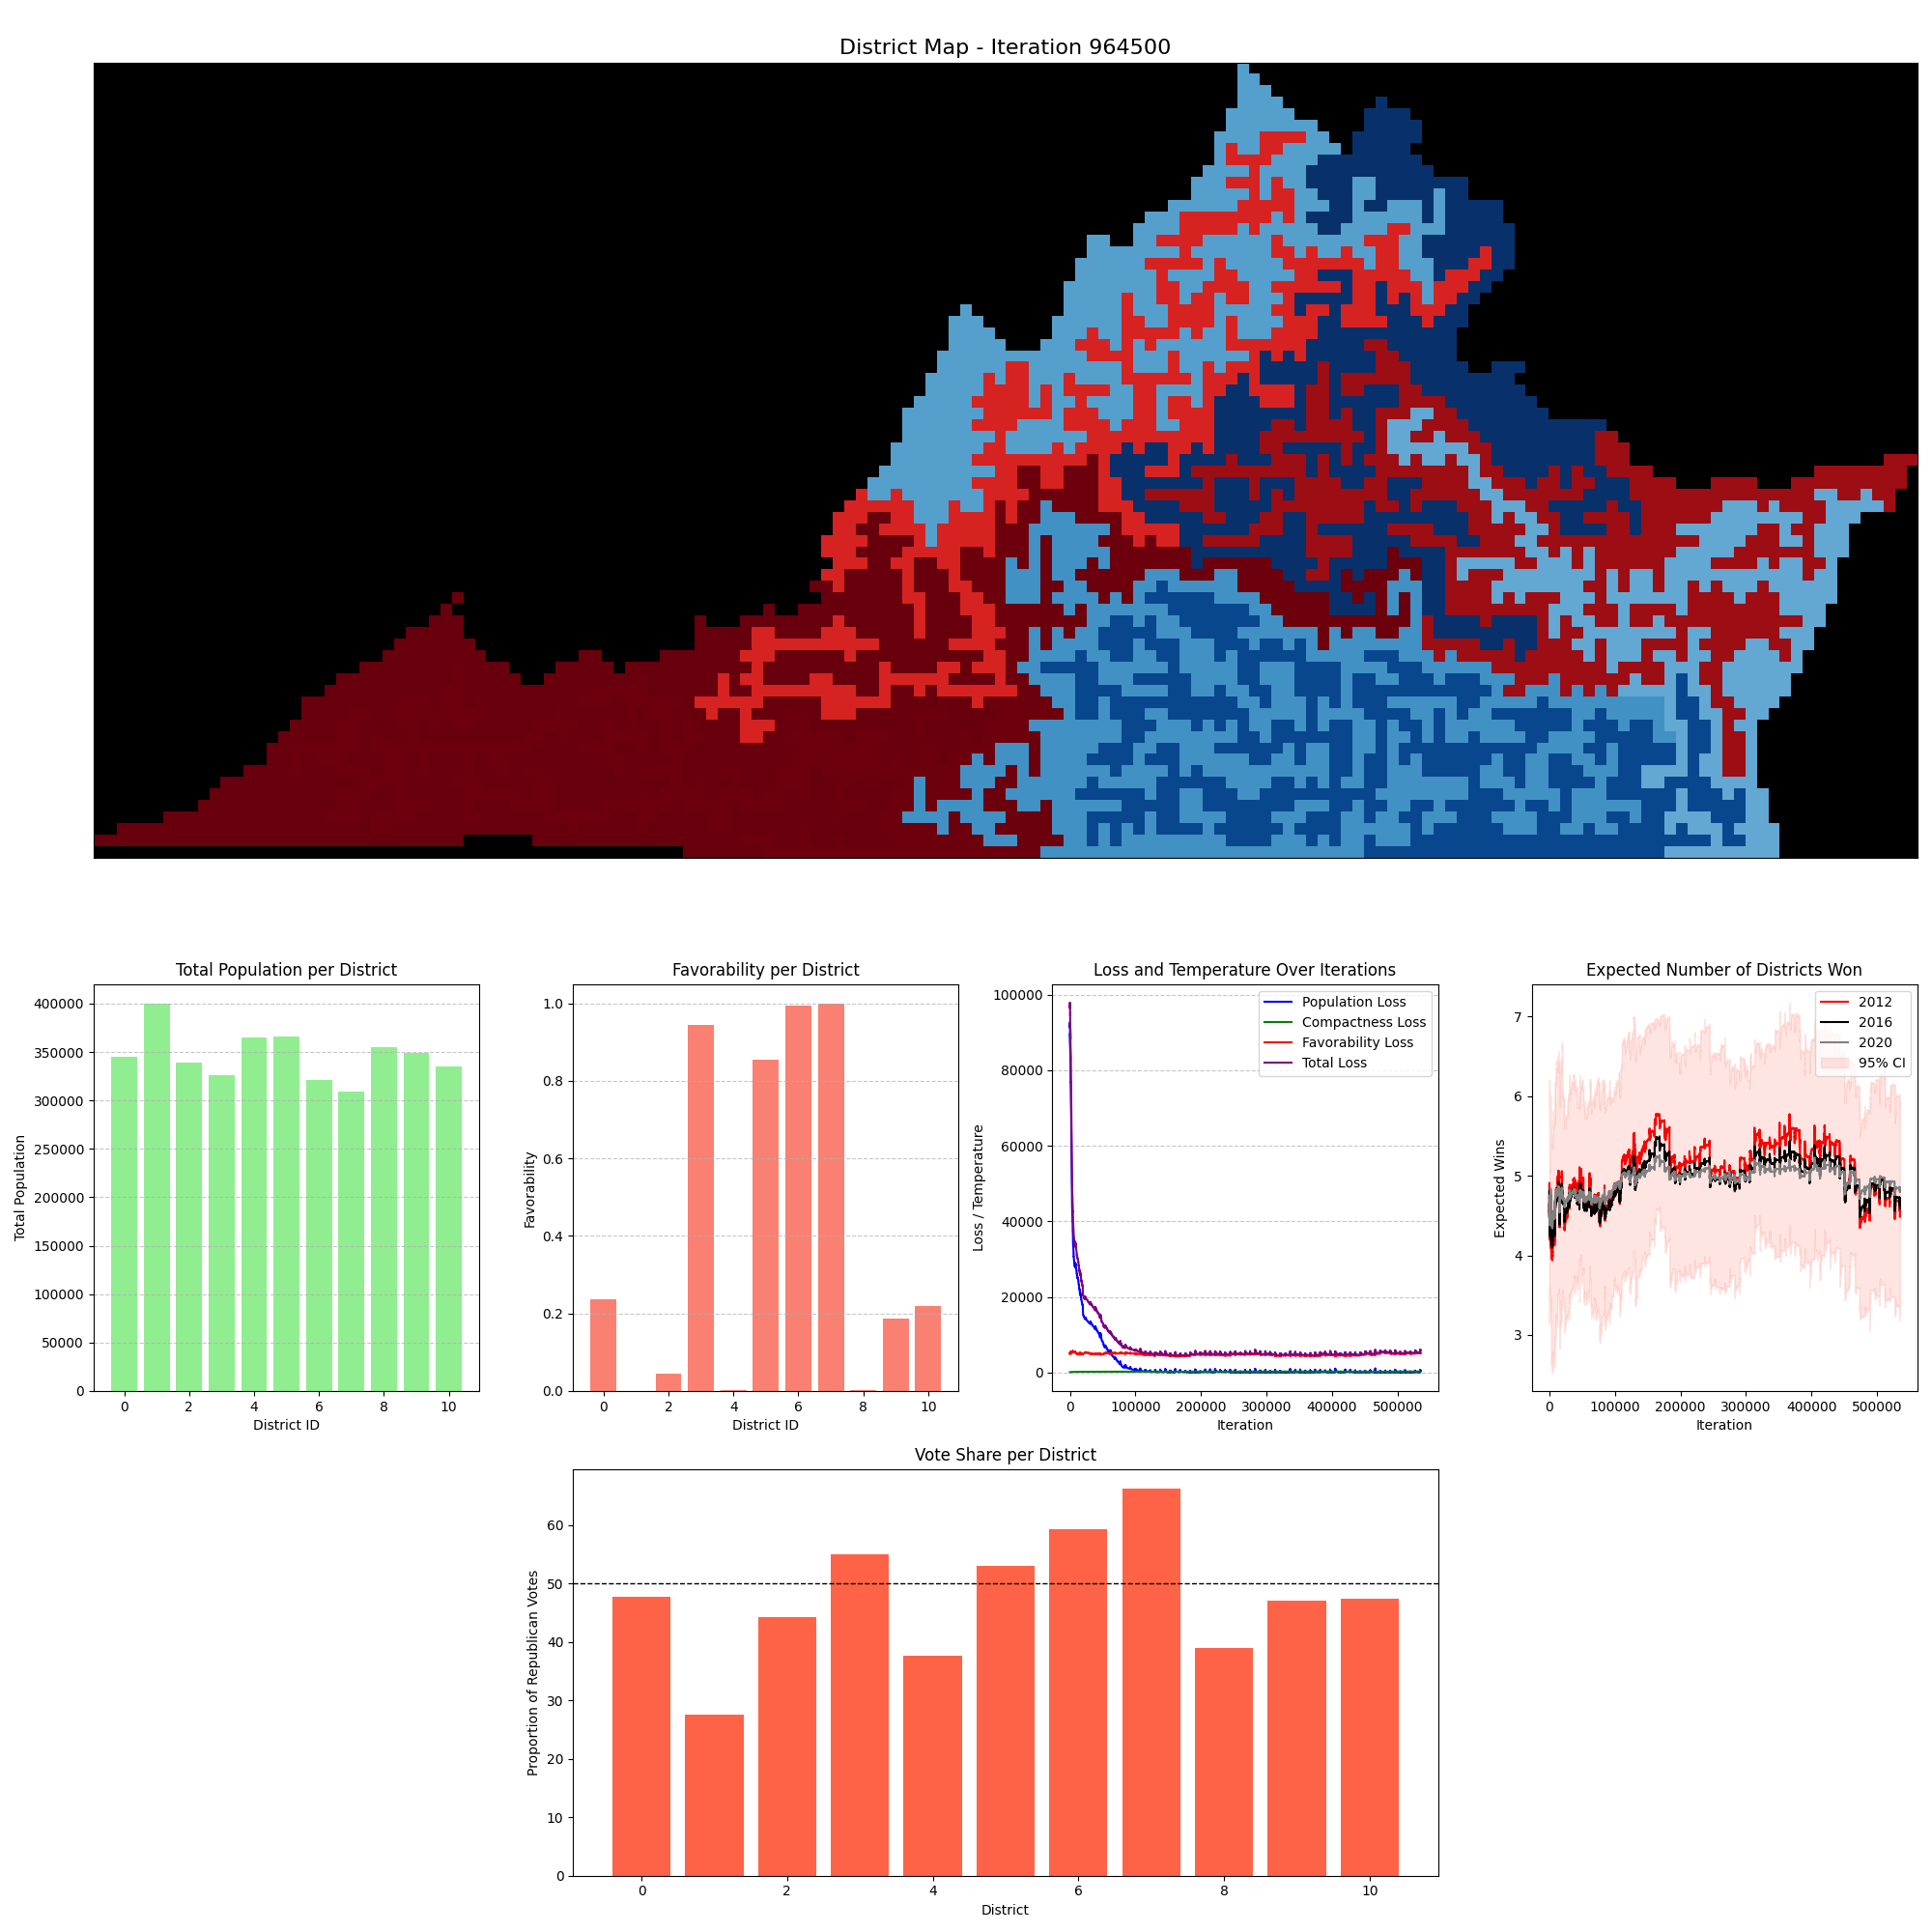 District Map - Iteration 964500
Total Population per District
Total Population
400000
350000
300000
250000
200000
150000
100000
50000
0
0 2 4 6 8 10
District ID
Favorability per District
Favorability
1.0
0.8
0.6
0.4
0.2
0.0
0 2 4 6 8 10
District ID
Loss and Temperature Over Iterations
Loss / Temperature
100000
80000
60000
40000
20000
0
Population Loss
Compactness Loss
Favorability Loss
Total Loss
0 100000 200000 300000 400000 500000
Iteration
Expected Number of Districts Won
Expected Wins
7
6
5
4
3
2012
2016
2020
95% CI
0 100000 200000 300000 400000 500000
Iteration
Vote Share per District
Proportion of Republican Votes
60
50
40
30
20
10
0
0 2 4 6 8 10
District